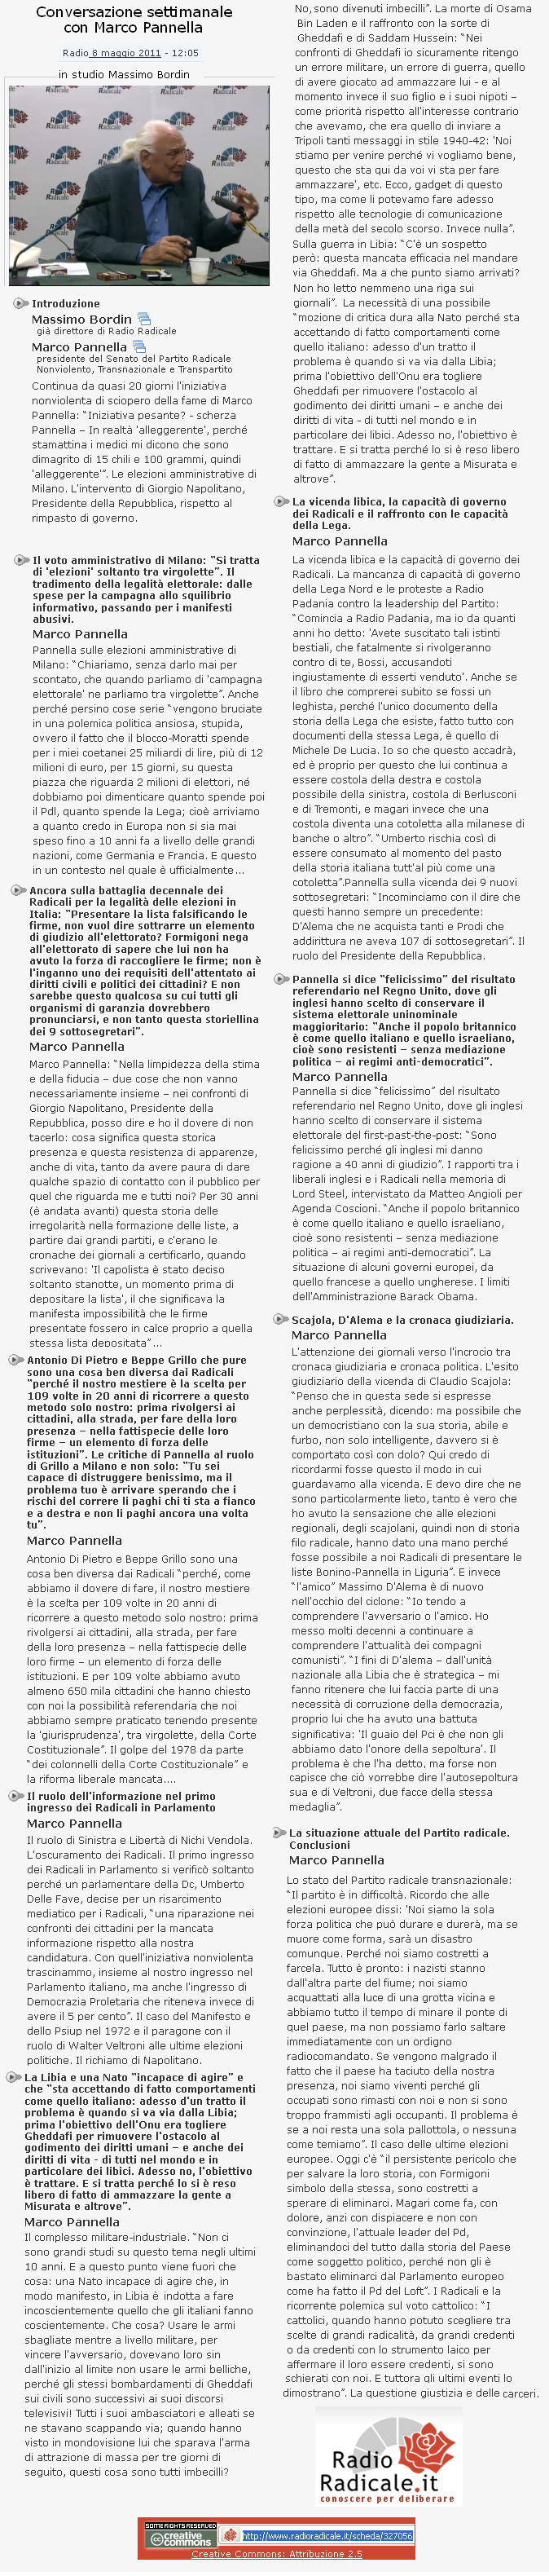 Conversazione settimanale
con Marco Pannella
Radio 8 maggio 2011 - 12:05
in studio Massimo Bordin
Introduzione
Massimo Bordin
già direttore di Radio Radicale
Marco Pannella
presidente del Senato del Partito Radicale
Nonviolento, Transnazionale e Transpartito
Continua da quasi 20 giorni l'iniziativa
nonviolenta di sciopero della fame di Marco
Pannella: “Iniziativa pesante? - scherza
Pannella – In realtà 'alleggerente', perché
stamattina i medici mi dicono che sono
dimagrito di 15 chili e 100 grammi, quindi
'alleggerente'”. Le elezioni amministrative di
Milano. L'intervento di Giorgio Napolitano,
Presidente della Repubblica, rispetto al
rimpasto di governo.
Il voto amministrativo di Milano: “Si tratta
di 'elezioni' soltanto tra virgolette”. Il
tradimento della legalità elettorale: dalle
spese per la campagna allo squilibrio
informativo, passando per i manifesti
abusivi.
Marco Pannella
Pannella sulle elezioni amministrative di
Milano: “Chiariamo, senza darlo mai per
scontato, che quando parliamo di 'campagna
elettorale' ne parliamo tra virgolette”. Anche
perché persino cose serie “vengono bruciate
in una polemica politica ansiosa, stupida,
ovvero il fatto che il blocco-Moratti spende
per i miei coetanei 25 miliardi di lire, più di 12
milioni di euro, per 15 giorni, su questa
piazza che riguarda 2 milioni di elettori, né
dobbiamo poi dimenticare quanto spende poi
il Pdl, quanto spende la Lega; cioè arriviamo
a quanto credo in Europa non si sia mai
speso fino a 10 anni fa a livello delle grandi
nazioni, come Germania e Francia. E questo
in un contesto nel quale è ufficialmente...
Ancora sulla battaglia decennale dei
Radicali per la legalità delle elezioni in
Italia: “Presentare la lista falsificando le
firme, non vuol dire sottrarre un elemento
di giudizio all'elettorato? Formigoni nega
all'elettorato di sapere che lui non ha
avuto la forza di raccogliere le firme; non è
l'inganno uno dei requisiti dell'attentato ai
diritti civili e politici dei cittadini? E non
sarebbe questo qualcosa su cui tutti gli
organismi di garanzia dovrebbero
pronunciarsi, e non tanto questa storiellina
dei 9 sottosegretari”.
Marco Pannella
Marco Pannella: “Nella limpidezza della stima
e della fiducia – due cose che non vanno
necessariamente insieme – nei confronti di
Giorgio Napolitano, Presidente della
Repubblica, posso dire e ho il dovere di non
tacerlo: cosa significa questa storica
presenza e questa resistenza di apparenze,
anche di vita, tanto da avere paura di dare
qualche spazio di contatto con il pubblico per
quel che riguarda me e tutti noi? Per 30 anni
(è andata avanti) questa storia delle
irregolarità nella formazione delle liste, a
partire dai grandi partiti, e c'erano le
cronache dei giornali a certificarlo, quando
scrivevano: 'Il capolista è stato deciso
soltanto stanotte, un momento prima di
depositare la lista', il che significava la
manifesta impossibilità che le firme
presentate fossero in calce proprio a quella
stessa lista depositata”...
Antonio Di Pietro e Beppe Grillo che pure
sono una cosa ben diversa dai Radicali
“perché il nostro mestiere è la scelta per
109 volte in 20 anni di ricorrere a questo
metodo solo nostro: prima rivolgersi ai
cittadini, alla strada, per fare della loro
presenza – nella fattispecie delle loro
firme – un elemento di forza delle
istituzioni”. Le critiche di Pannella al ruolo
di Grillo a Milano e non solo: “Tu sei
capace di distruggere benissimo, ma il
problema tuo è arrivare sperando che i
rischi del correre li paghi chi ti sta a fianco
e a destra e non li paghi ancora una volta
tu”.
Marco Pannella
Antonio Di Pietro e Beppe Grillo sono una
cosa ben diversa dai Radicali “perché, come
abbiamo il dovere di fare, il nostro mestiere
è la scelta per 109 volte in 20 anni di
ricorrere a questo metodo solo nostro: prima
rivolgersi ai cittadini, alla strada, per fare
della loro presenza – nella fattispecie delle
loro firme – un elemento di forza delle
istituzioni. E per 109 volte abbiamo avuto
almeno 650 mila cittadini che hanno chiesto
con noi la possibilità referendaria che noi
abbiamo sempre praticato tenendo presente
la 'giurisprudenza', tra virgolette, della Corte
Costituzionale”. Il golpe del 1978 da parte
“dei colonnelli della Corte Costituzionale” e
la riforma liberale mancata....
Il ruolo dell'informazione nel primo
ingresso dei Radicali in Parlamento
Marco Pannella
Il ruolo di Sinistra e Libertà di Nichi Vendola.
L'oscuramento dei Radicali. Il primo ingresso
dei Radicali in Parlamento si verificò soltanto
perché un parlamentare della Dc, Umberto
Delle Fave, decise per un risarcimento
mediatico per i Radicali, “una riparazione nei
confronti dei cittadini per la mancata
informazione rispetto alla nostra
candidatura. Con quell'iniziativa nonviolenta
trascinammo, insieme al nostro ingresso nel
Parlamento italiano, ma anche l'ingresso di
Democrazia Proletaria che riteneva invece di
avere il 5 per cento”. Il caso del Manifesto e
dello Psiup nel 1972 e il paragone con il
ruolo di Walter Veltroni alle ultime elezioni
politiche. Il richiamo di Napolitano.
La Libia e una Nato “incapace di agire” e
che “sta accettando di fatto comportamenti
come quello italiano: adesso d'un tratto il
problema è quando si va via dalla Libia;
prima l'obiettivo dell'Onu era togliere
Gheddafi per rimuovere l'ostacolo al
godimento dei diritti umani – e anche dei
diritti di vita - di tutti nel mondo e in
particolare dei libici. Adesso no, l'obiettivo
è trattare. E si tratta perché lo si è reso
libero di fatto di ammazzare la gente a
Misurata e altrove”.
Marco Pannella
Il complesso militare-industriale. “Non ci
sono grandi studi su questo tema negli ultimi
10 anni. E a questo punto viene fuori che
cosa: una Nato incapace di agire che, in
modo manifesto, in Libia è indotta a fare
incoscientemente quello che gli italiani fanno
coscientemente. Che cosa? Usare le armi
sbagliate mentre a livello militare, per
vincere l'avversario, dovevano loro sin
dall'inizio al limite non usare le armi belliche,
perché gli stessi bombardamenti di Gheddafi
sui civili sono successivi ai suoi discorsi
televisivi! Tutti i suoi ambasciatori e alleati se
ne stavano scappando via; quando hanno
visto in mondovisione lui che sparava l'arma
di attrazione di massa per tre giorni di
seguito, questi cosa sono tutti imbecilli?
No, sono divenuti imbecilli”. La morte di Osama
Bin Laden e il raffronto con la sorte di
Gheddafi e di Saddam Hussein: “Nei
confronti di Gheddafi io sicuramente ritengo
un errore militare, un errore di guerra, quello
di avere giocato ad ammazzare lui - e al
momento invece il suo figlio e i suoi nipoti –
come priorità rispetto all'interesse contrario
che avevamo, che era quello di inviare a
Tripoli tanti messaggi in stile 1940-42: 'Noi
stiamo per venire perché vi vogliamo bene,
questo che sta qui da voi vi sta per fare
ammazzare', etc. Ecco, gadget di questo
tipo, ma come li potevamo fare adesso
rispetto alle tecnologie di comunicazione
della metà del secolo scorso. Invece nulla”.
Sulla guerra in Libia: “C'è un sospetto
però: questa mancata efficacia nel mandare
via Gheddafi. Ma a che punto siamo arrivati?
Non ho letto nemmeno una riga sui
giornali”. La necessità di una possibile
“mozione di critica dura alla Nato perché sta
accettando di fatto comportamenti come
quello italiano: adesso d'un tratto il
problema è quando si va via dalla Libia;
prima l'obiettivo dell'Onu era togliere
Gheddafi per rimuovere l'ostacolo al
godimento dei diritti umani – e anche dei
diritti di vita - di tutti nel mondo e in
particolare dei libici. Adesso no, l'obiettivo è
trattare. E si tratta perché lo si è reso libero
di fatto di ammazzare la gente a Misurata e
altrove”.
La vicenda libica, la capacità di governo
dei Radicali e il raffronto con le capacità
della Lega.
Marco Pannella
La vicenda libica e la capacità di governo dei
Radicali. La mancanza di capacità di governo
della Lega Nord e le proteste a Radio
Padania contro la leadership del Partito:
“Comincia a Radio Padania, ma io da quanti
anni ho detto: 'Avete suscitato tali istinti
bestiali, che fatalmente si rivolgeranno
contro di te, Bossi, accusandoti
ingiustamente di esserti venduto'. Anche se
il libro che comprerei subito se fossi un
leghista, perché l'unico documento della
storia della Lega che esiste, fatto tutto con
documenti della stessa Lega, è quello di
Michele De Lucia. Io so che questo accadrà,
ed è proprio per questo che lui continua a
essere costola della destra e costola
possibile della sinistra, costola di Berlusconi
e di Tremonti, e magari invece che una
costola diventa una cotoletta alla milanese di
banche o altro”. “Umberto rischia così di
essere consumato al momento del pasto
della storia italiana tutt'al più come una
cotoletta”.Pannella sulla vicenda dei 9 nuovi
sottosegretari: “Incominciamo con il dire che
questi hanno sempre un precedente:
D'Alema che ne acquista tanti e Prodi che
addirittura ne aveva 107 di sottosegretari”. Il
ruolo del Presidente della Repubblica.
Pannella si dice “felicissimo” del risultato
referendario nel Regno Unito, dove gli
inglesi hanno scelto di conservare il
sistema elettorale uninominale
maggioritario: “Anche il popolo britannico
è come quello italiano e quello israeliano,
cioè sono resistenti – senza mediazione
politica – ai regimi anti-democratici”.
Marco Pannella
Pannella si dice “felicissimo” del risultato
referendario nel Regno Unito, dove gli inglesi
hanno scelto di conservare il sistema
elettorale del first-past-the-post: “Sono
felicissimo perché gli inglesi mi danno
ragione a 40 anni di giudizio”. I rapporti tra i
liberali inglesi e i Radicali nella memoria di
Lord Steel, intervistato da Matteo Angioli per
Agenda Coscioni. “Anche il popolo britannico
è come quello italiano e quello israeliano,
cioè sono resistenti – senza mediazione
politica – ai regimi anti-democratici”. La
situazione di alcuni governi europei, da
quello francese a quello ungherese. I limiti
dell'Amministrazione Barack Obama.
Scajola, D'Alema e la cronaca giudiziaria.
Marco Pannella
L'attenzione dei giornali verso l'incrocio tra
cronaca giudiziaria e cronaca politica. L'esito
giudiziario della vicenda di Claudio Scajola:
“Penso che in questa sede si espresse
anche perplessità, dicendo: ma possibile che
un democristiano con la sua storia, abile e
furbo, non solo intelligente, davvero si è
comportato così con dolo? Qui credo di
ricordarmi fosse questo il modo in cui
guardavamo alla vicenda. E devo dire che ne
sono particolarmente lieto, tanto è vero che
ho avuto la sensazione che alle elezioni
regionali, degli scajolani, quindi non di storia
filo radicale, hanno dato una mano perché
fosse possibile a noi Radicali di presentare le
liste Bonino-Pannella in Liguria”. E invece
“l'amico” Massimo D'Alema è di nuovo
nell'occhio del ciclone: “Io tendo a
comprendere l'avversario o l'amico. Ho
messo molti decenni a continuare a
comprendere l'attualità dei compagni
comunisti”. “I fini di D'alema – dall'unità
nazionale alla Libia che è strategica – mi
fanno ritenere che lui faccia parte di una
necessità di corruzione della democrazia,
proprio lui che ha avuto una battuta
significativa: 'Il guaio del Pci è che non gli
abbiamo dato l'onore della sepoltura'. Il
problema è che l'ha detto, ma forse non
capisce che ciò vorrebbe dire l'autosepoltura
sua e di Veltroni, due facce della stessa
medaglia”.
La situazione attuale del Partito radicale.
Conclusioni
Marco Pannella
Lo stato del Partito radicale transnazionale:
“Il partito è in difficoltà. Ricordo che alle
elezioni europee dissi: 'Noi siamo la sola
forza politica che può durare e durerà, ma se
muore come forma, sarà un disastro
comunque. Perché noi siamo costretti a
farcela. Tutto è pronto: i nazisti stanno
dall'altra parte del fiume; noi siamo
acquattati alla luce di una grotta vicina e
abbiamo tutto il tempo di minare il ponte di
quel paese, ma non possiamo farlo saltare
immediatamente con un ordigno
radiocomandato. Se vengono malgrado il
fatto che il paese ha taciuto della nostra
presenza, noi siamo viventi perché gli
occupati sono rimasti con noi e non si sono
troppo frammisti agli occupanti. Il problema è
se a noi resta una sola pallottola, o nessuna
come temiamo”. Il caso delle ultime elezioni
europee. Oggi c'è “il persistente pericolo che
per salvare la loro storia, con Formigoni
simbolo della stessa, sono costretti a
sperare di eliminarci. Magari come fa, con
dolore, anzi con dispiacere e non con
convinzione, l'attuale leader del Pd,
eliminandoci del tutto dalla storia del Paese
come soggetto politico, perché non gli è
bastato eliminarci dal Parlamento europeo
come ha fatto il Pd del Loft”. I Radicali e la
ricorrente polemica sul voto cattolico: “I
cattolici, quando hanno potuto scegliere tra
scelte di grandi radicalità, da grandi credenti
o da credenti con lo strumento laico per
affermare il loro essere credenti, si sono
schierati con noi. E tuttora gli ultimi eventi lo
dimostrano”. La questione giustizia e delle carceri.
Radio
Radicale.it
conoscere per deliberare
SOME RIGHTS RESERVED
creative commons
http://www.radioradicale.it/scheda/327056
Creative Commons: Attribuzione 2.5